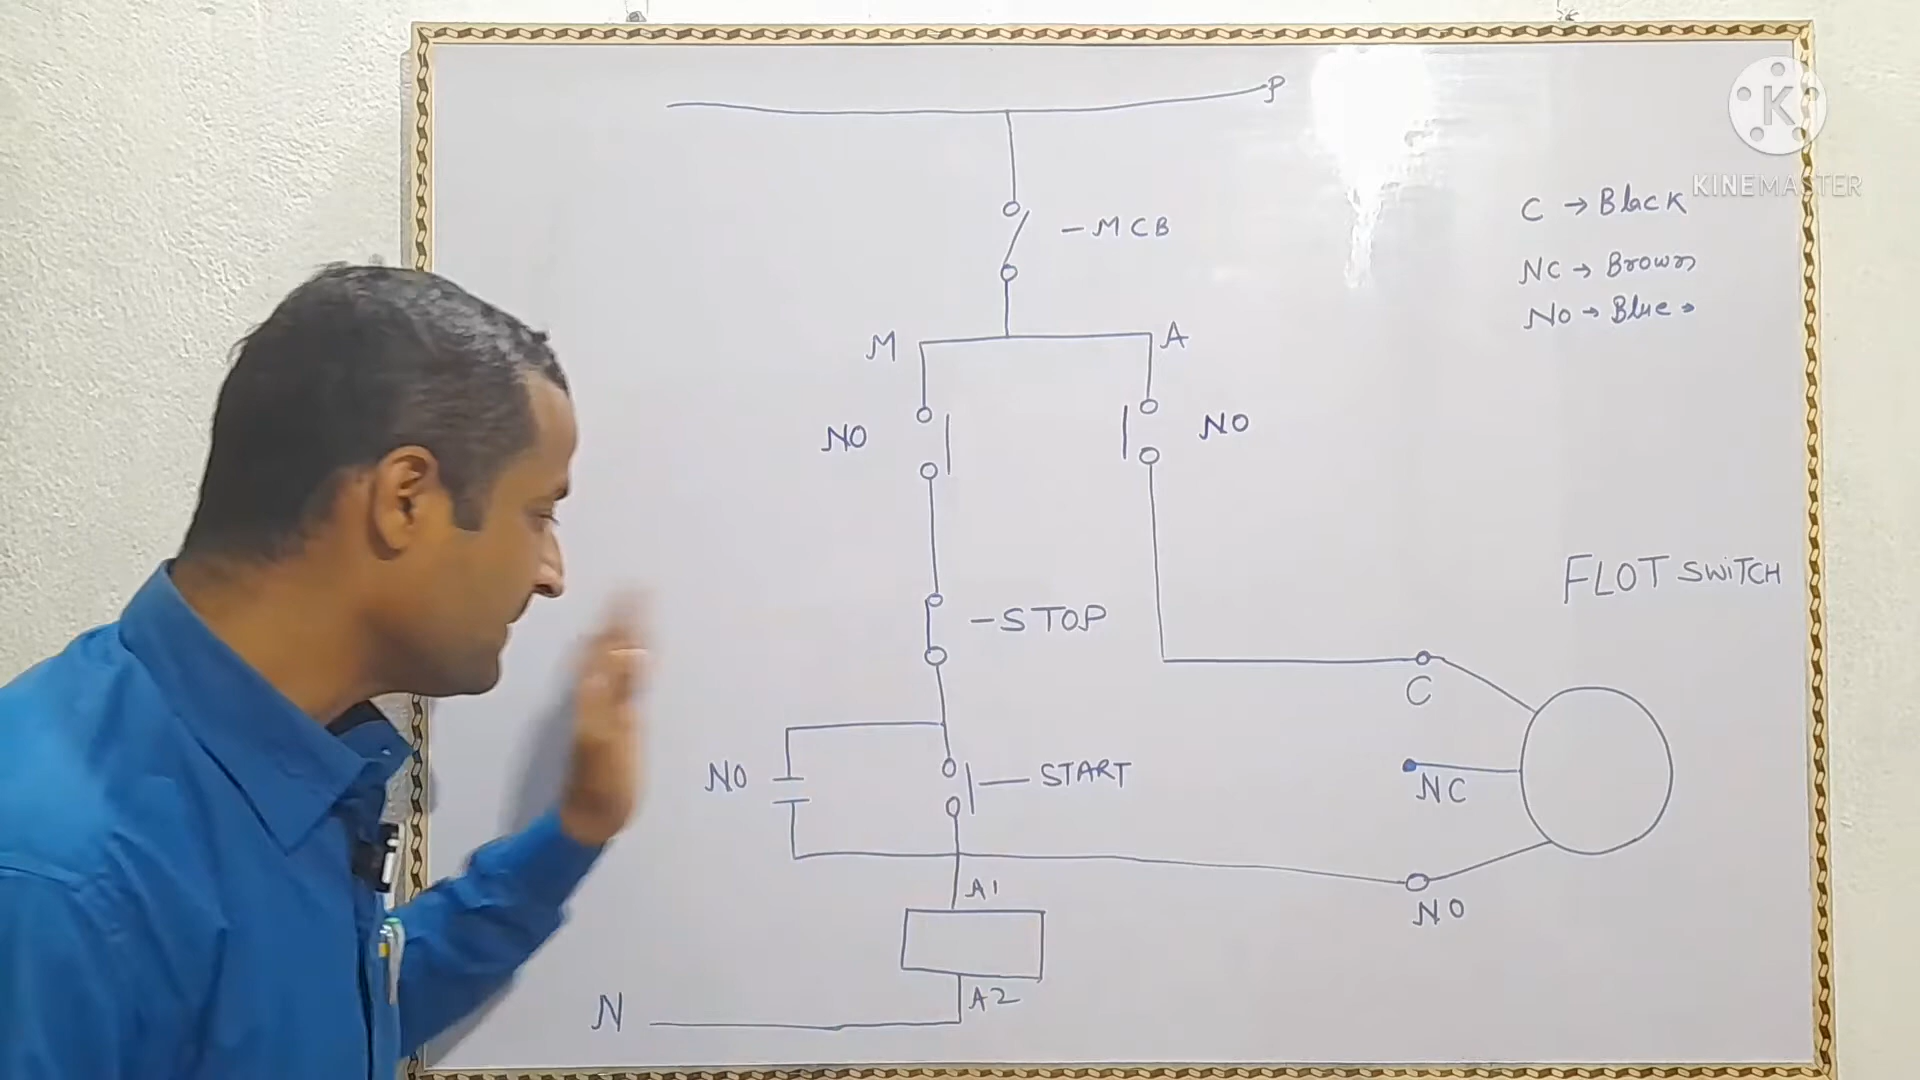 P
K
KINEMASTER
C → Black
- MCB
NC → Brown
No → Blue
M
A
NO
NO
FLOT SWITCH
- STOP
C
NO
START
NC
A1
NO
A2
N